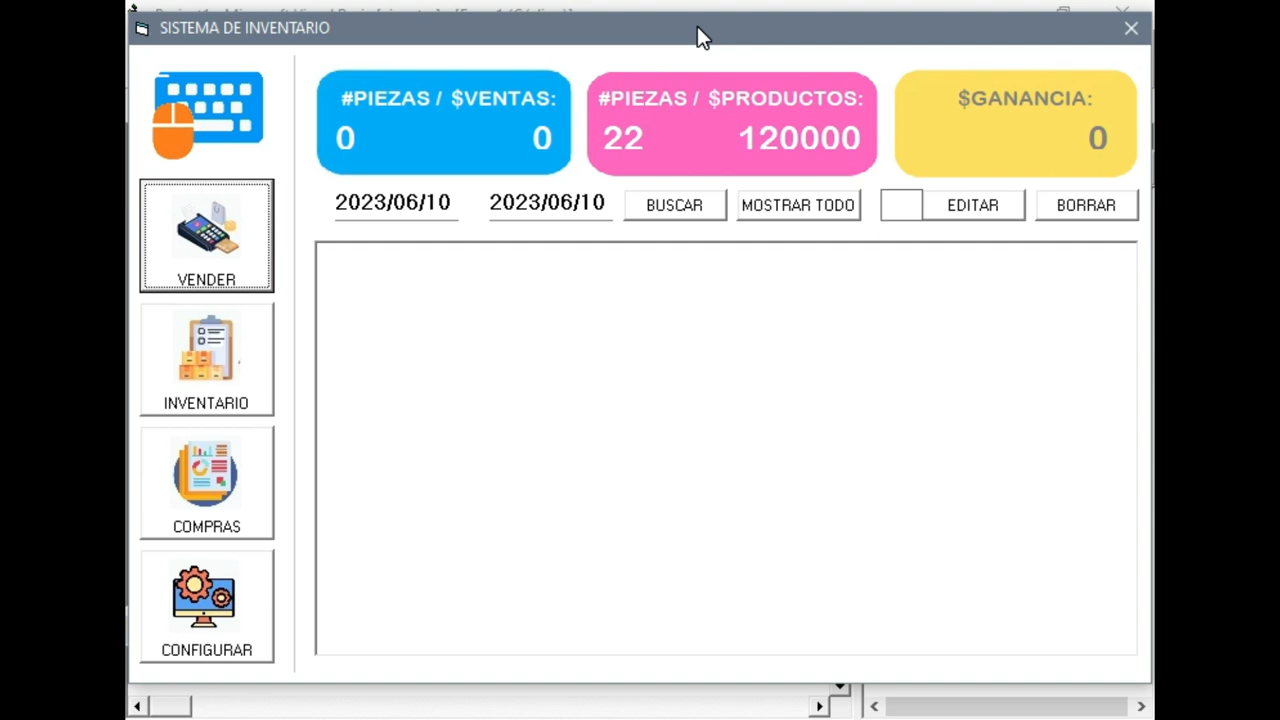 SISTEMA DE INVENTARIO
#PIEZAS / $VENTAS:
0 0
#PIEZAS / $PRODUCTOS:
22 120000
$GANANCIA:
0
2023/06/10 2023/06/10 BUSCAR MOSTRAR TODO EDITAR BORRAR
VENDER
INVENTARIO
COMPRAS
CONFIGURAR